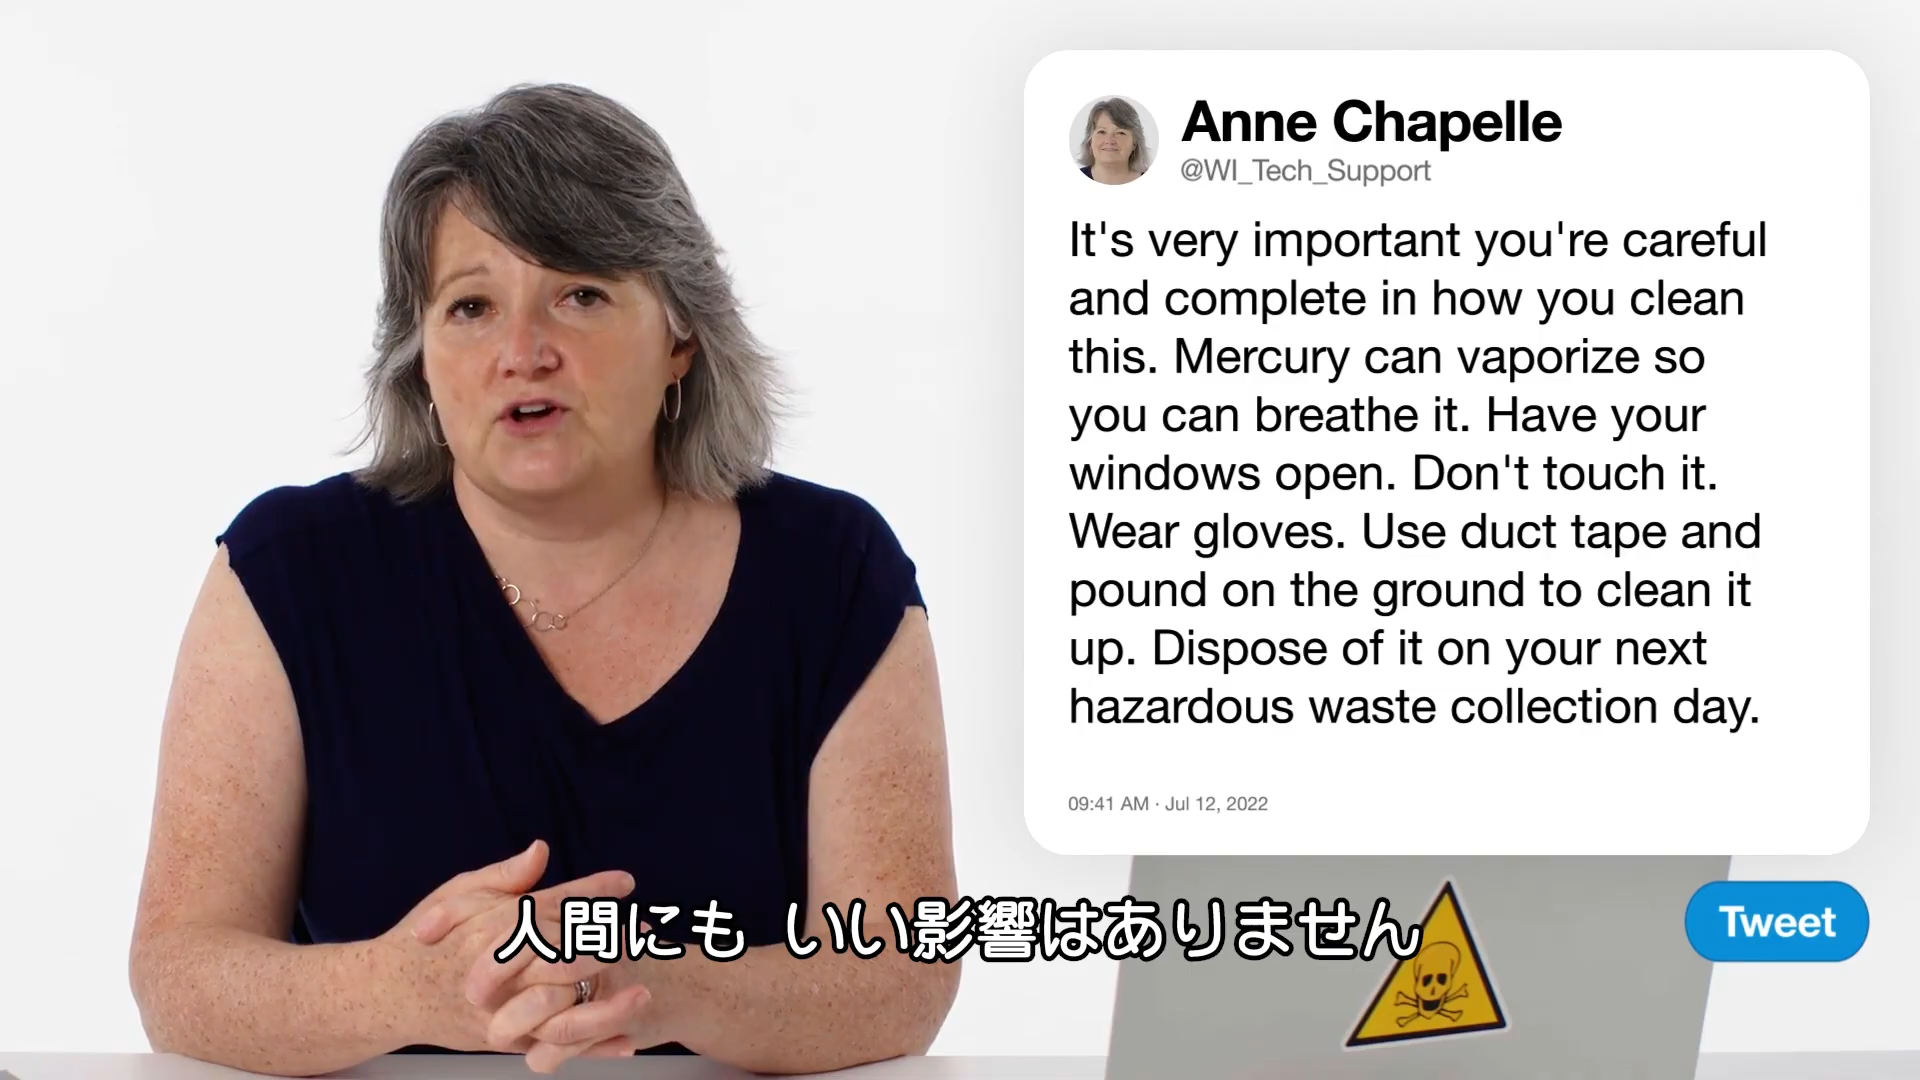 Anne Chapelle
@WI_Tech_Support
It's very important you're careful
and complete in how you clean
this. Mercury can vaporize so
you can breathe it. Have your
windows open. Don't touch it.
Wear gloves. Use duct tape and
pound on the ground to clean it
up. Dispose of it on your next
hazardous waste collection day.
09:41 AM · Jul 12, 2022
Tweet
人間にも いい影響はありません